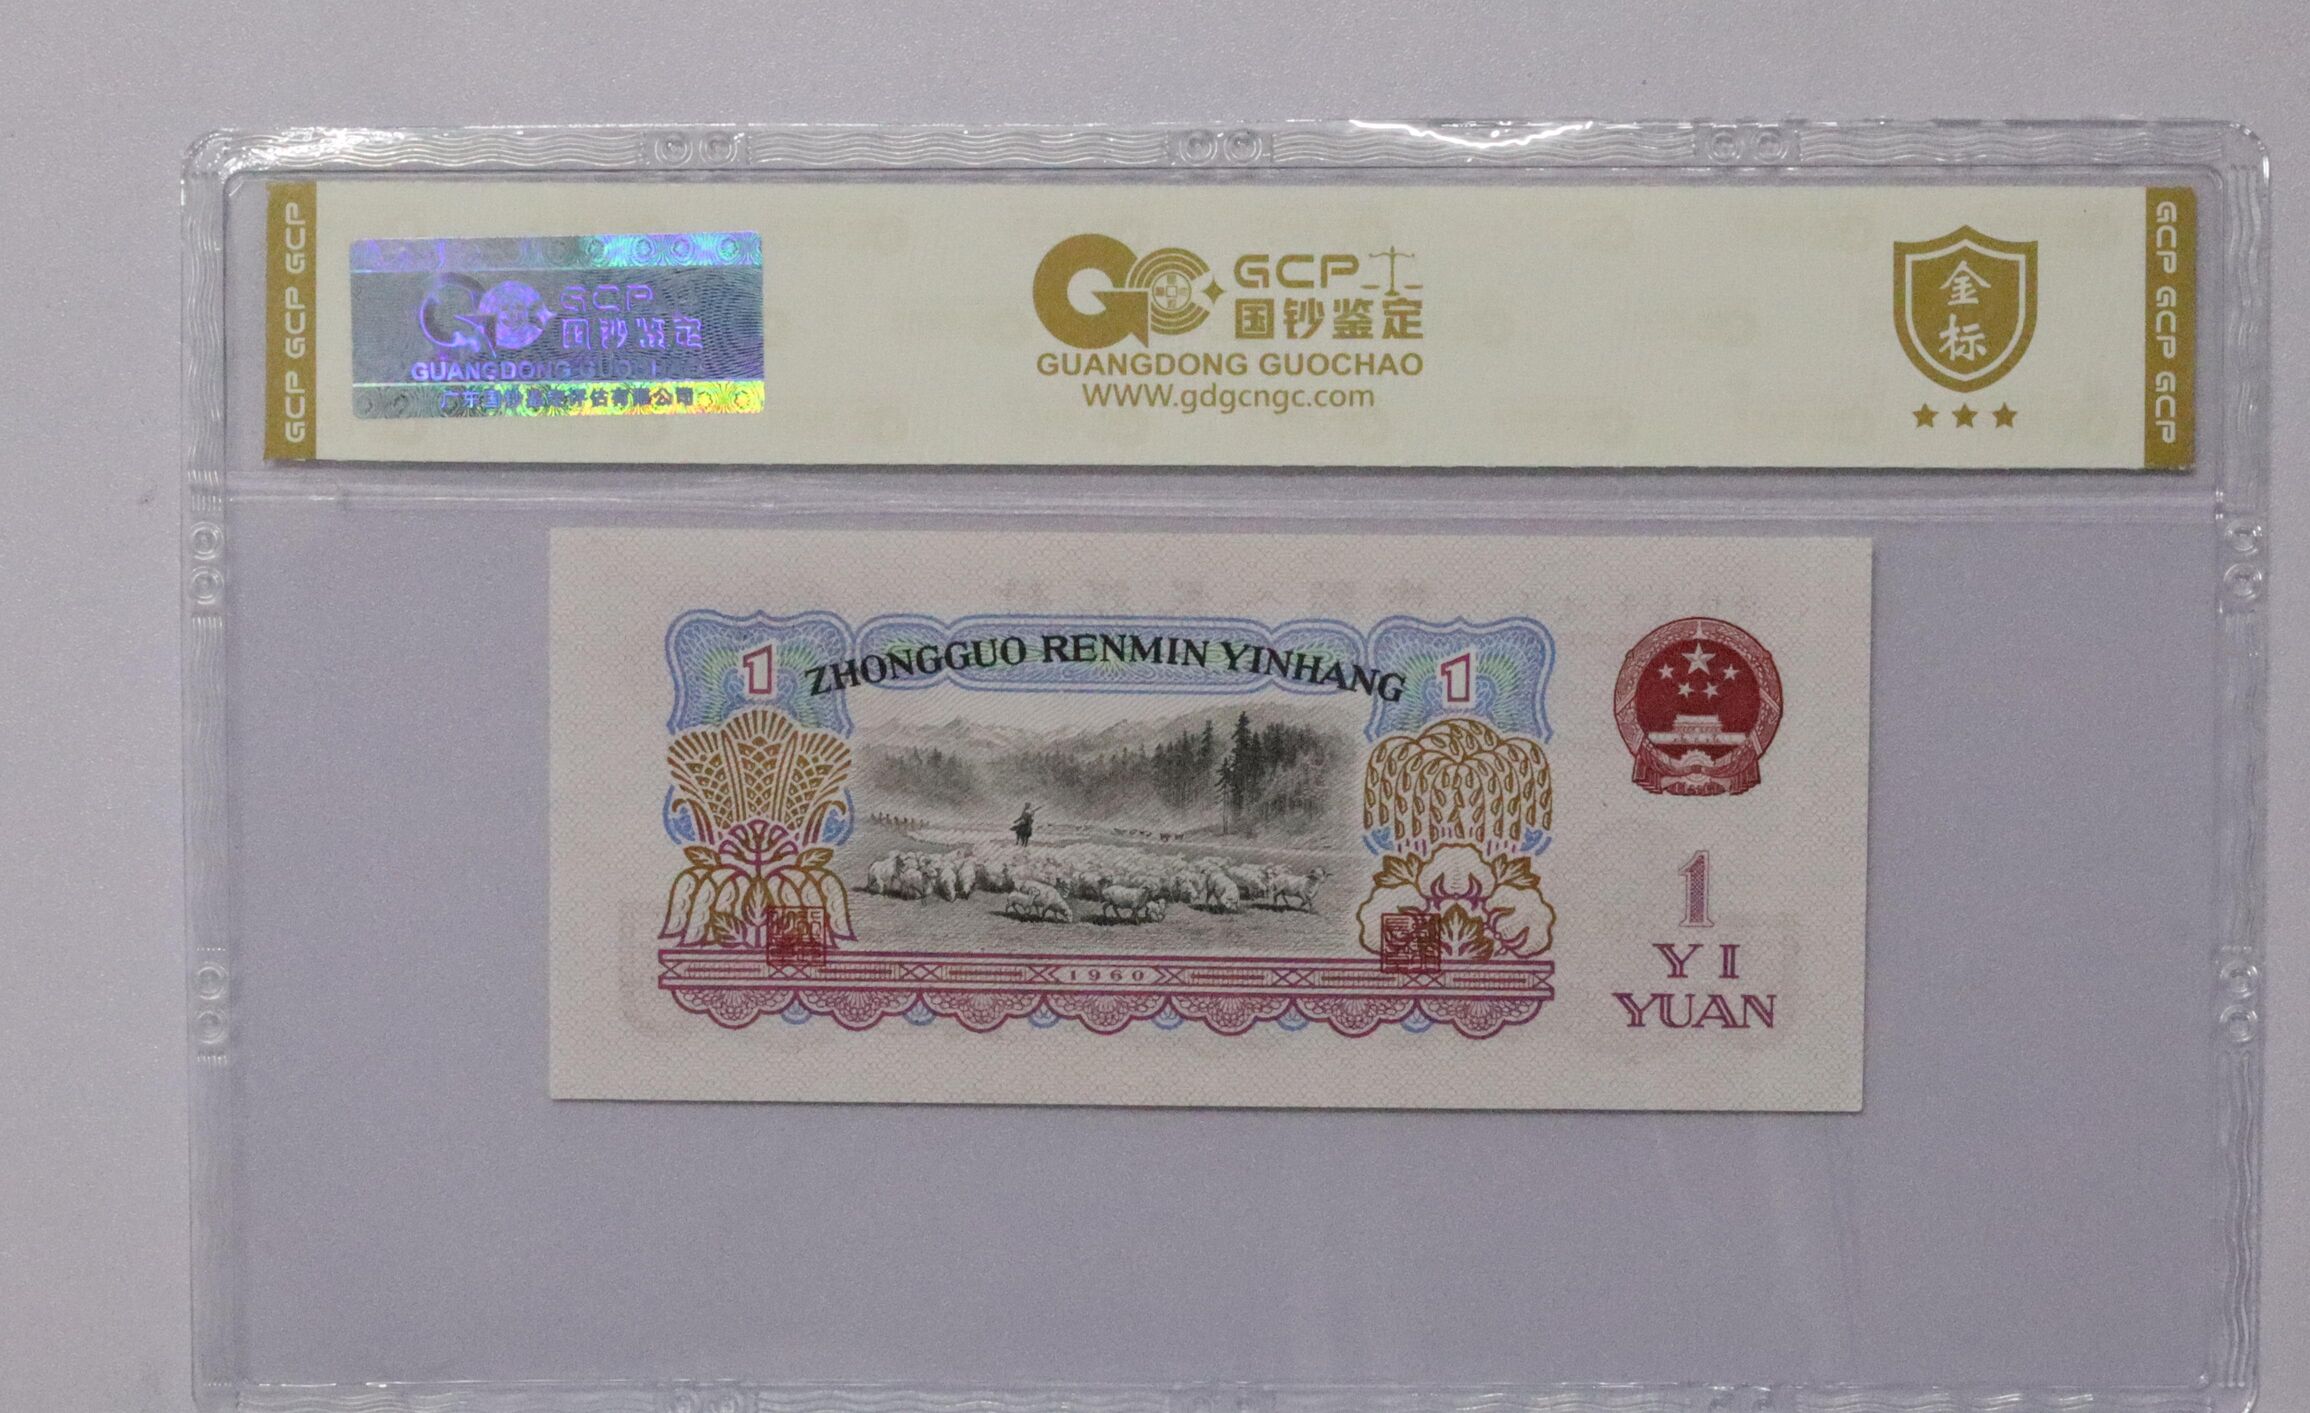 GCP GCP GCP
GCP
国钞鉴定
GUANGDONG
GCP
国钞鉴定
GUANGDONG GUOCHAO
WWW.gdgcngc.com
金
标
GCP GCP GCP GCP
1
ZHONGGUO RENMIN YINHANG
1
1960
1
YI
YUAN